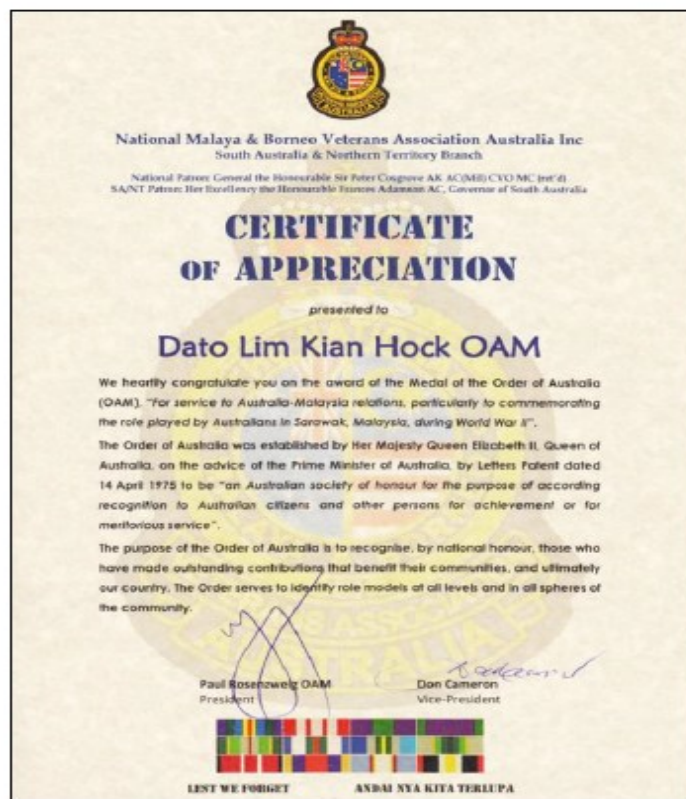 National Malaya & Borneo Veterans Association Australia Inc
South Australia & Northern Territory Branch
National Patron: General the Honourable Sir Peter Cosgrove AK AC(Mil) CVO MC (ret'd)
SA/NT Patron: Her Excellency the Honourable Frances Adamson AC, Governor of South Australia
CERTIFICATE
OF APPRECIATION
presented to
Dato Lim Kian Hock OAM
We heartily congratulate you on the award of the Medal of the Order of Australia
(OAM), "For service to Australia-Malaysia relations, particularly to commemorating
the role played by Australians in Sarawak, Malaysia, during World War II".
The Order of Australia was established by Her Majesty Queen Elizabeth II, Queen of
Australia, on the advice of the Prime Minister of Australia, by Letters Patent dated
14 April 1975 to be "an Australian society of honour for the purpose of according
recognition to Australian citizens and other persons for achievement or for
meritorious service".
The purpose of the Order of Australia is to recognise, by national honour, those who
have made outstanding contributions that benefit their communities, and ultimately
our country. The Order serves to identify role models at all levels and in all spheres of
the community.
Paul Rosenzweig OAM Don Cameron
President Vice-President
LEST WE FORGET ANDAI NYA KITA TERLUPA